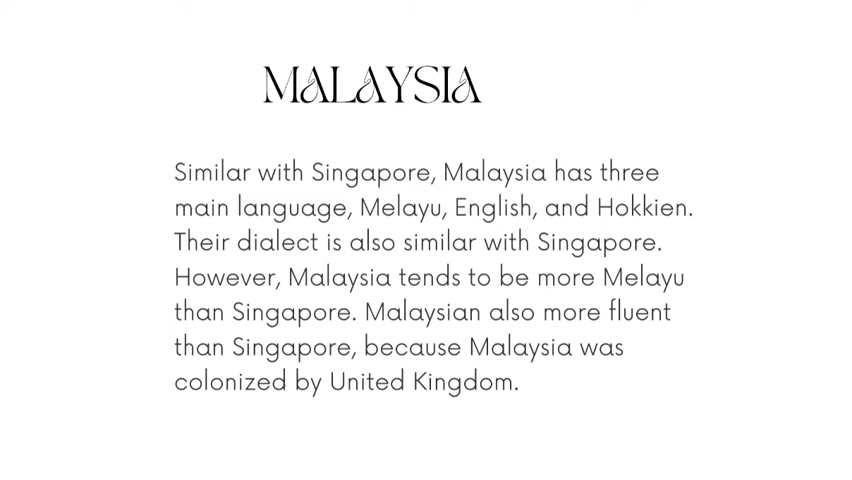 MALAYSIA
Similar with Singapore, Malaysia has three
main language, Melayu, English, and Hokkien.
Their dialect is also similar with Singapore.
However, Malaysia tends to be more Melayu
than Singapore. Malaysian also more fluent
than Singapore, because Malaysia was
colonized by United Kingdom.